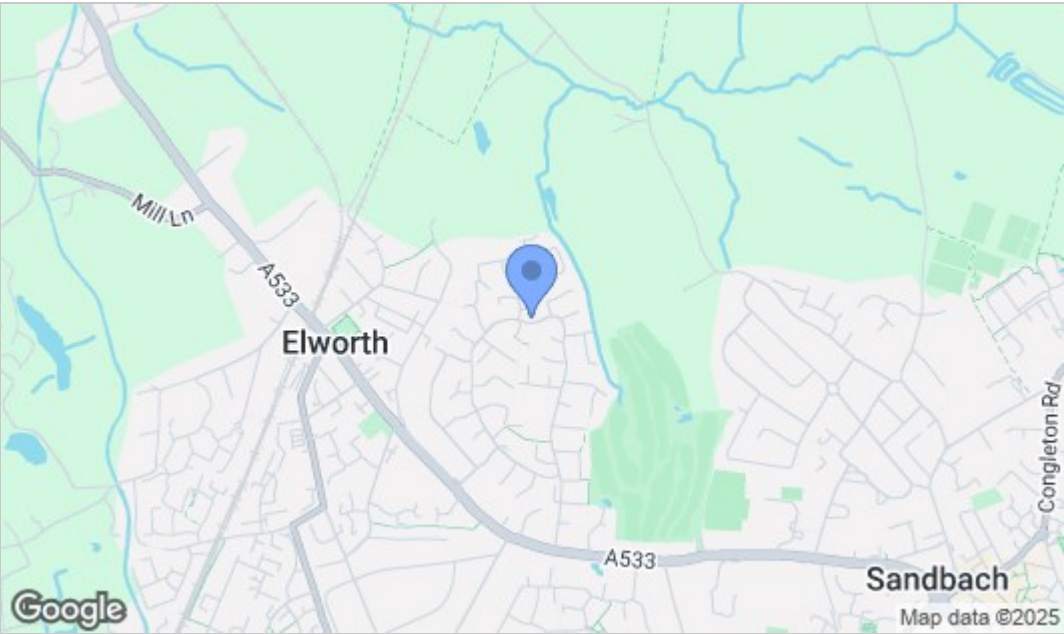 Mill Ln
A533
Elworth
Congleton Rd
A533
Sandbach
Google
Map data ©2025